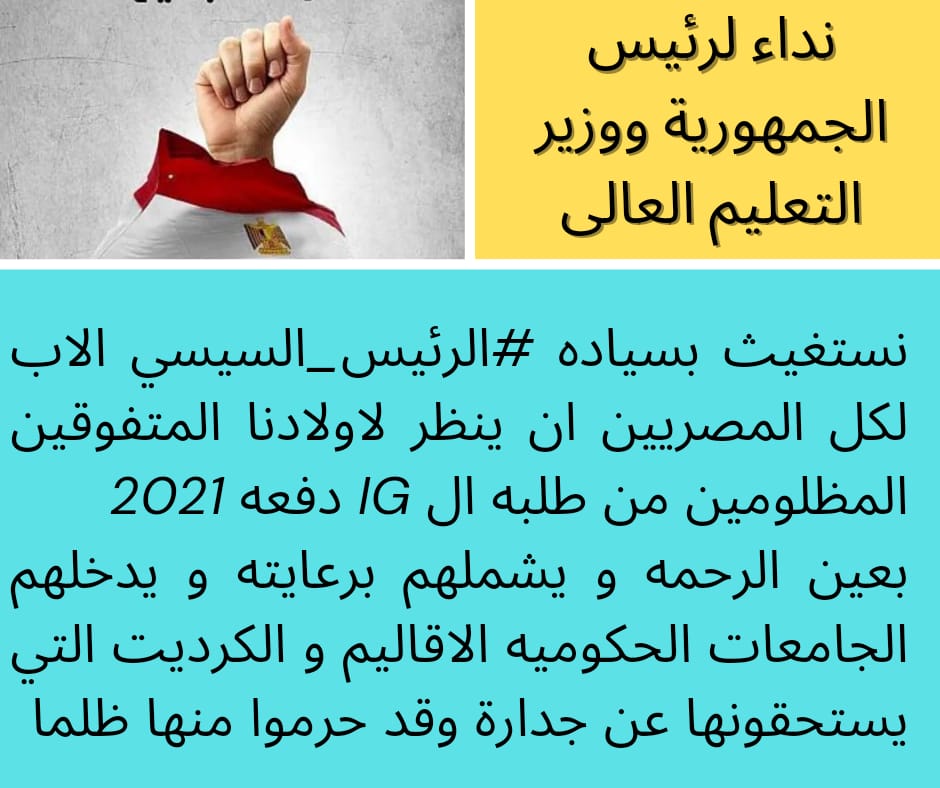 نداء لرئيس
الجمهورية ووزير
التعليم العالى
نستغيث بسياده #الرئيس_السيسي الاب
لكل المصريين ان ينظر لاولادنا المتفوقين
المظلومين من طلبه ال IG دفعه 2021
بعين الرحمه و يشملهم برعايته و يدخلهم
الجامعات الحكوميه الاقاليم و الكرديت التي
يستحقونها عن جدارة وقد حرموا منها ظلما